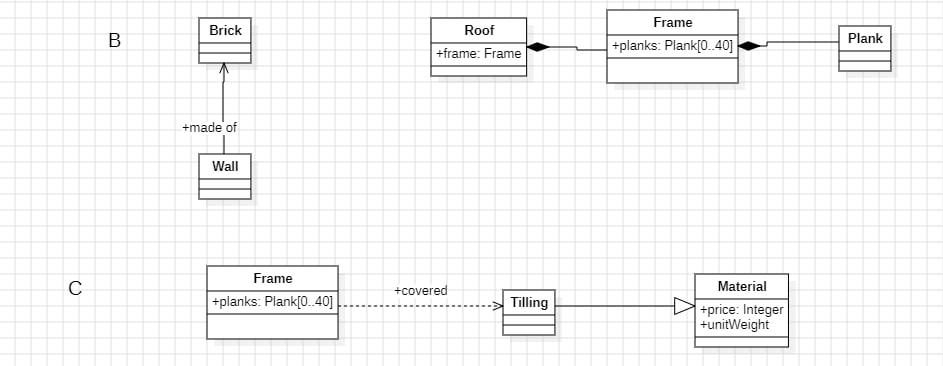 B
Brick
+made of
Wall
Roof
+frame: Frame
Frame
+planks: Plank[0..40]
Plank
C
Frame
+planks: Plank[0..40]
+covered
Tilling
Material
+price: Integer
+unitWeight